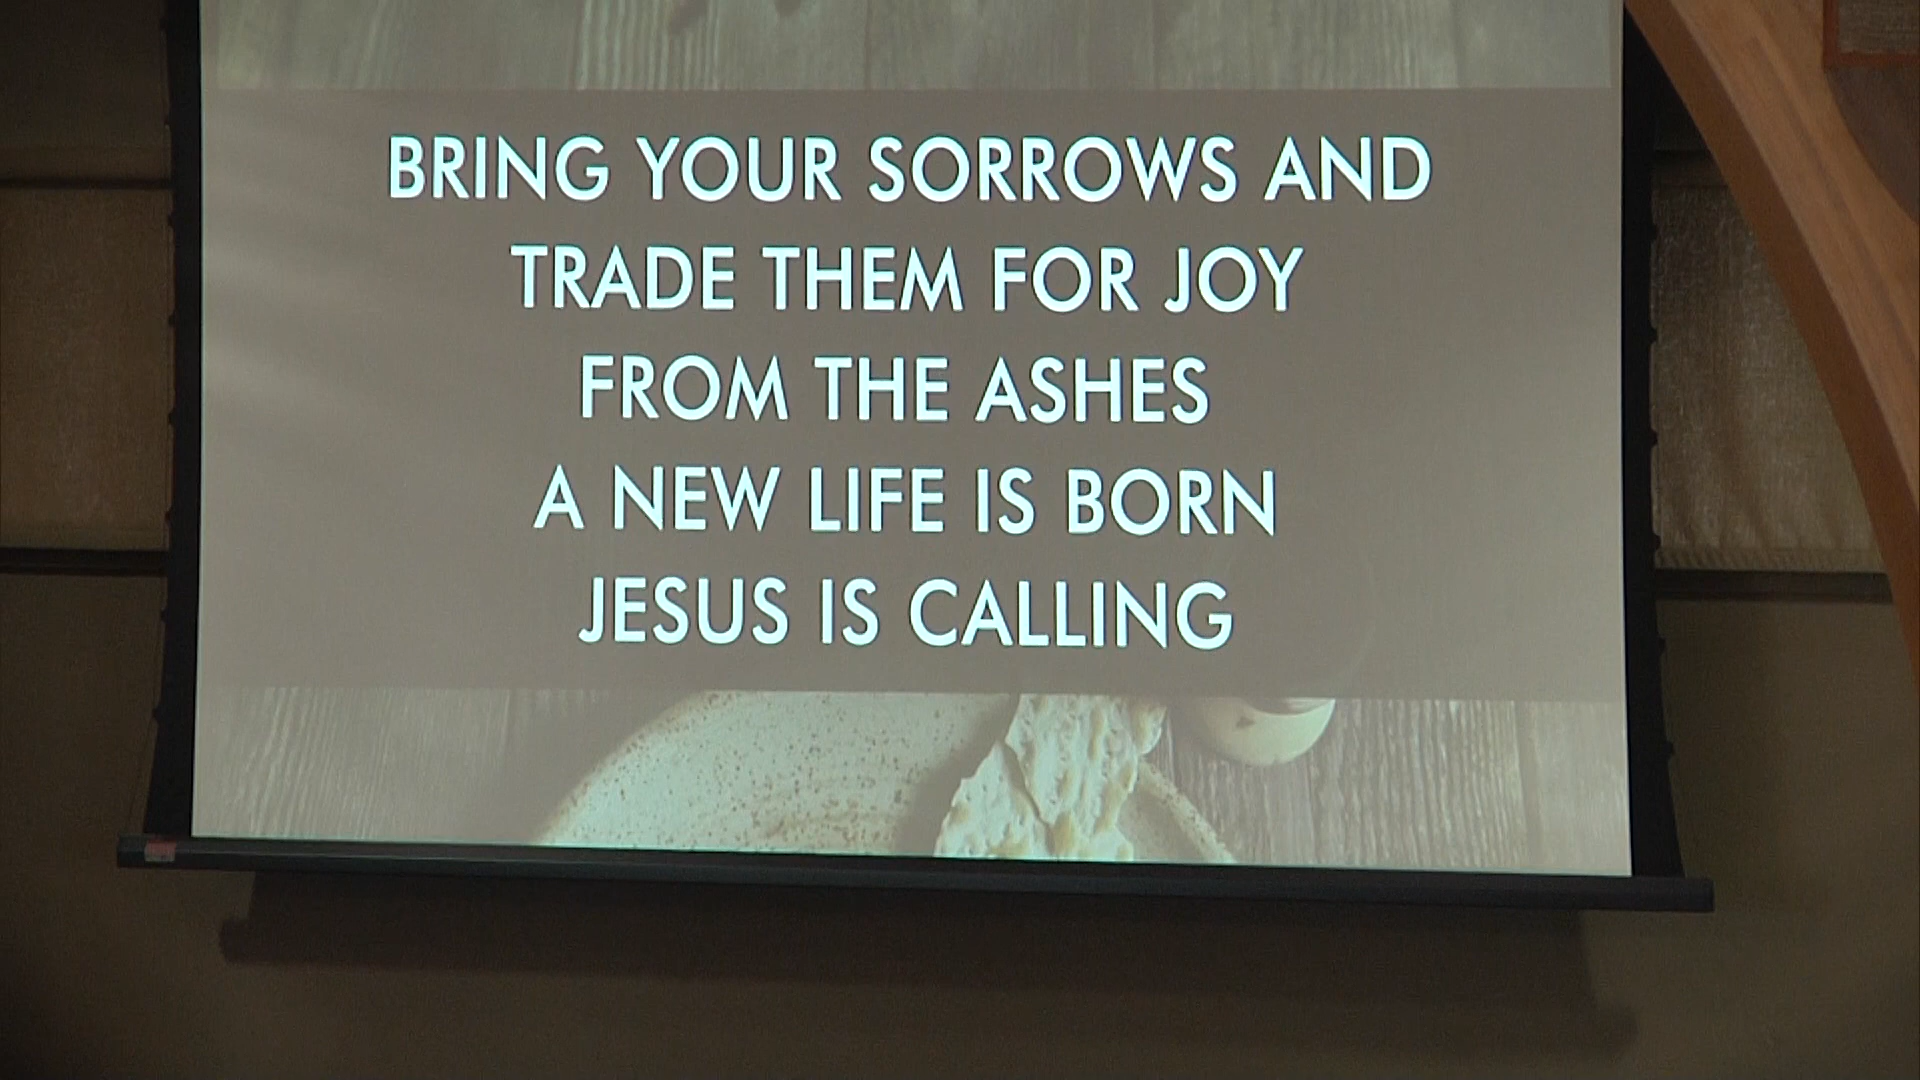 BRING YOUR SORROWS AND
TRADE THEM FOR JOY
FROM THE ASHES
A NEW LIFE IS BORN
JESUS IS CALLING